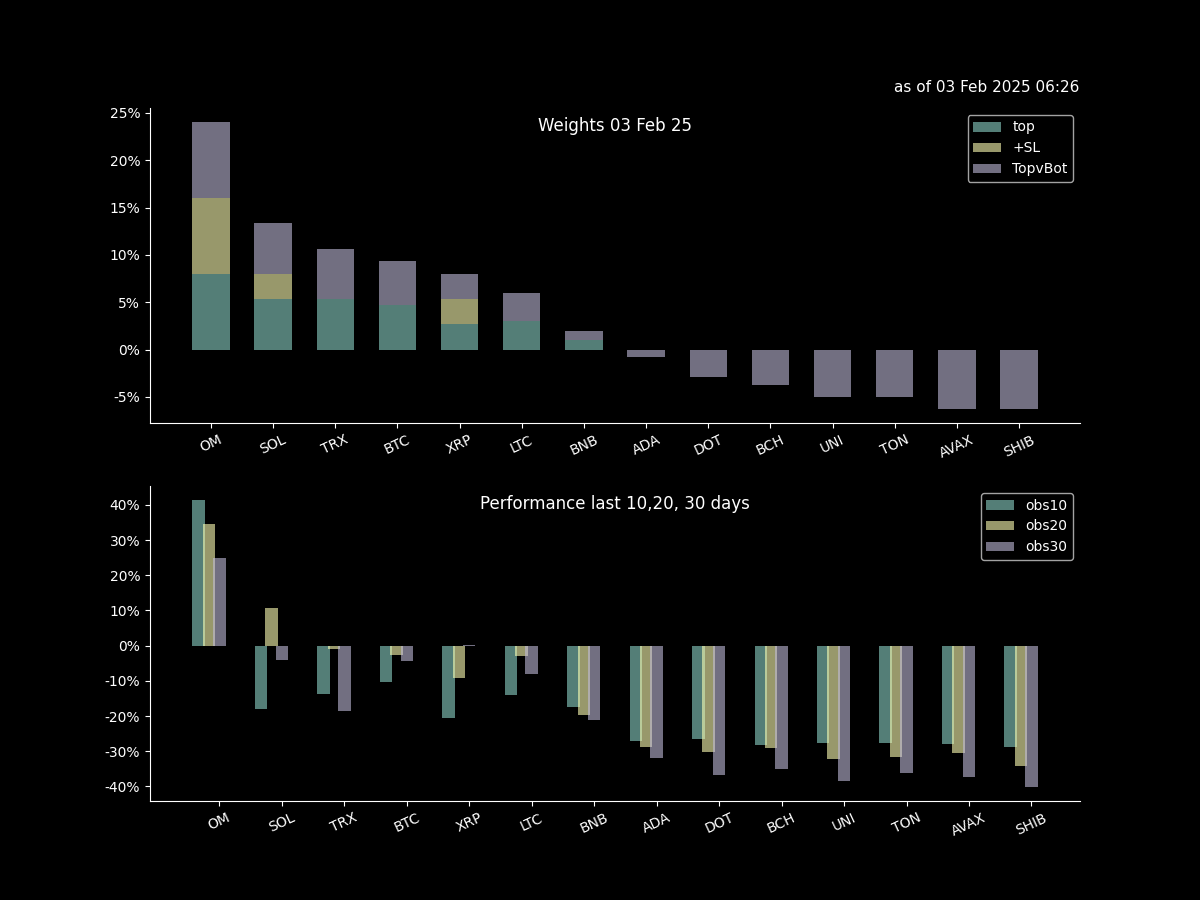 as of 03 Feb 2025 06:26
Weights 03 Feb 25
top
+SL
TopvBot
25%
20%
15%
10%
5%
0%
-5%
OM SOL TRX BTC XRP LTC BNB ADA DOT BCH UNI TON AVAX SHIB
Performance last 10,20, 30 days
obs10
obs20
obs30
40%
30%
20%
10%
0%
-10%
-20%
-30%
-40%
OM SOL TRX BTC XRP LTC BNB ADA DOT BCH UNI TON AVAX SHIB